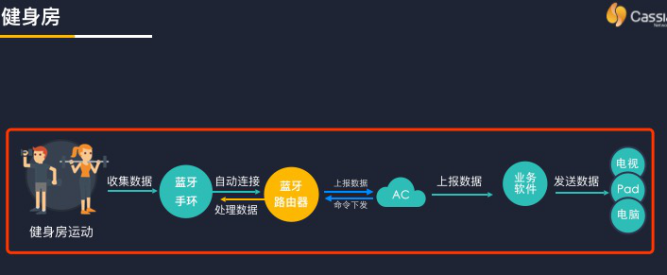 健身房
Cassia
收集数据
蓝牙
手环
自动连接
处理数据
蓝牙
路由器
上报数据
命令下发
AC
上报数据
业务
软件
发送数据
电视
Pad
电脑
健身房运动